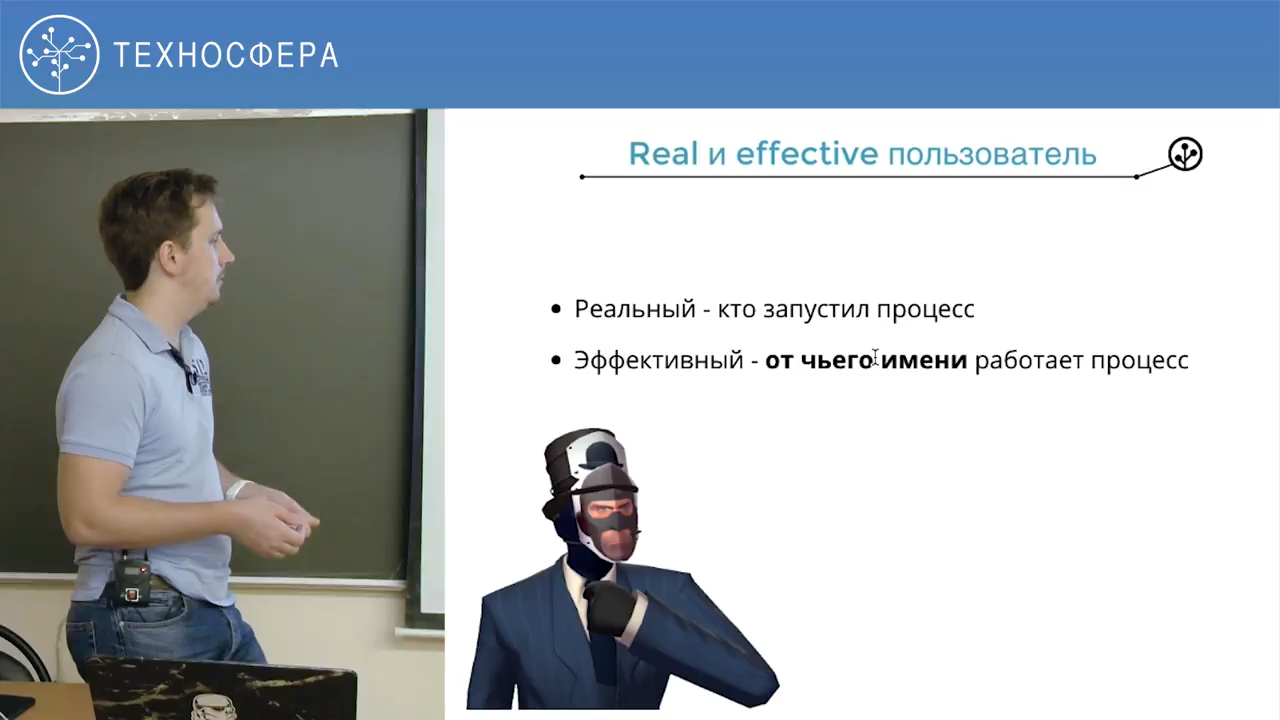 ТЕХНОСФЕРА
Real и effective пользователь
Реальный - кто запустил процесс
Эффективный - от чьего имени работает процесс